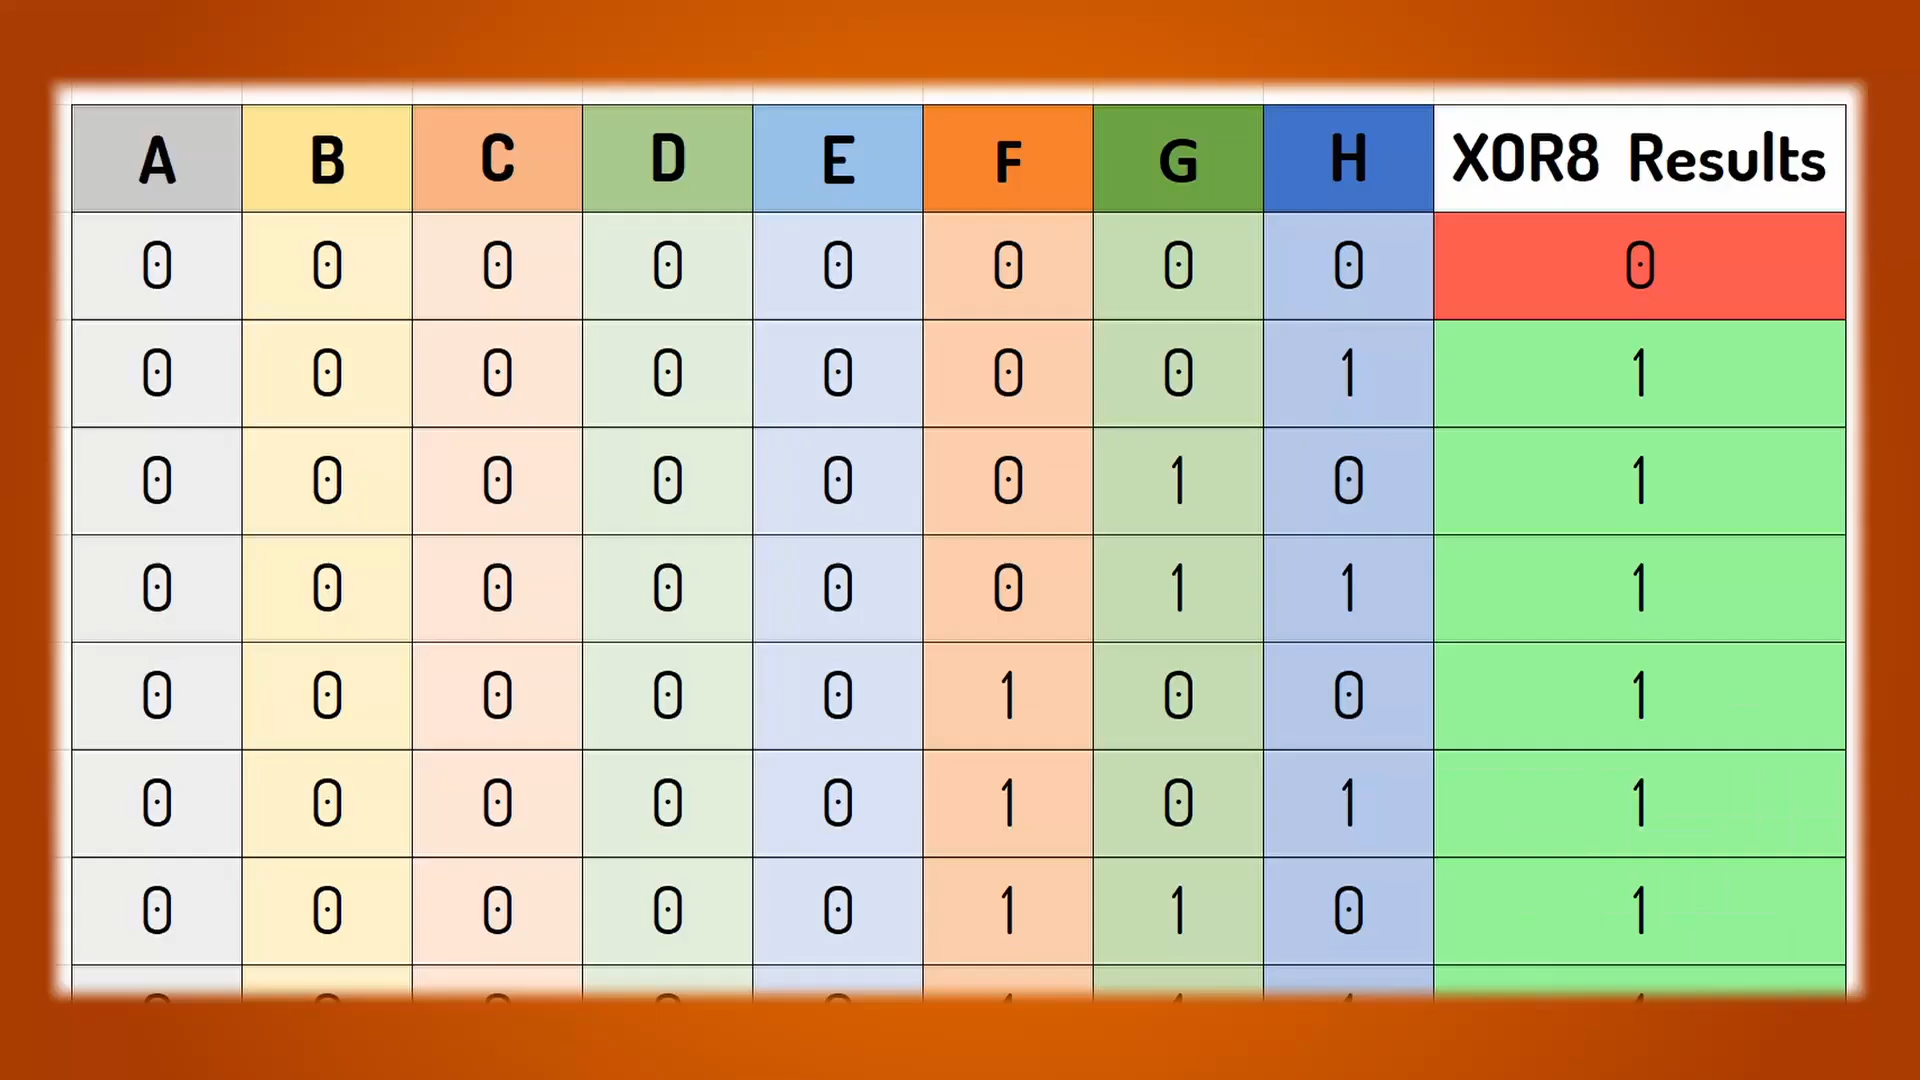 A B C D E F G H XOR8 Results
0 0 0 0 0 0 0 0 0
0 0 0 0 0 0 0 1 1
0 0 0 0 0 0 1 0 1
0 0 0 0 0 0 1 1 1
0 0 0 0 0 1 0 0 1
0 0 0 0 0 1 0 1 1
0 0 0 0 0 1 1 0 1